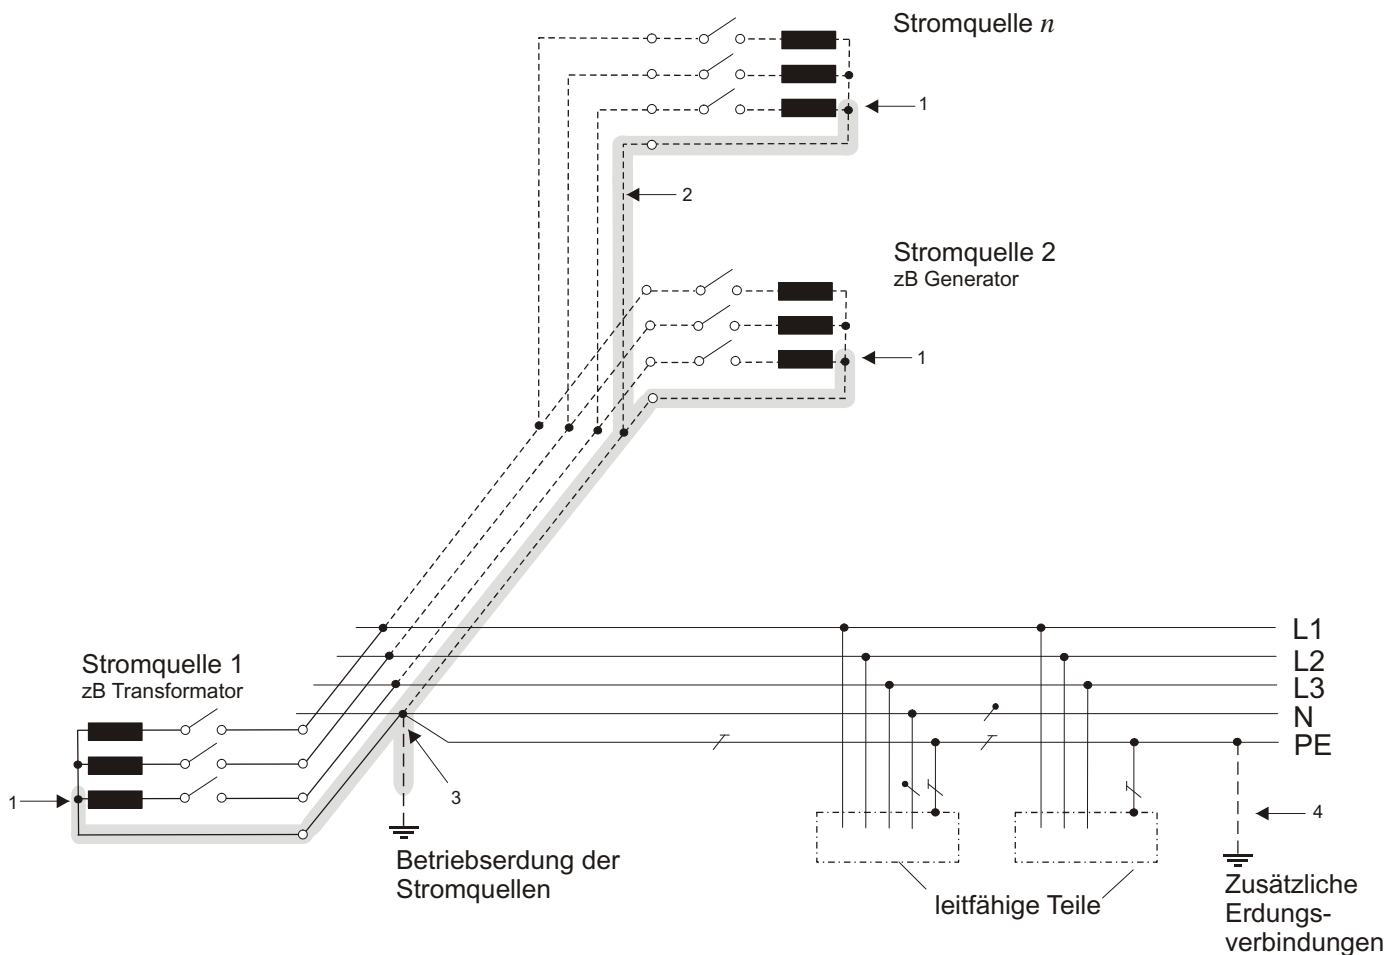 Stromquelle n
1
2
Stromquelle 2
zB Generator
1
L1
L2
L3
N
PE
Stromquelle 1
zB Transformator
1
3
4
Betriebserdung der
Stromquellen
leitfähige Teile
Zusätzliche
Erdungs-
verbindungen